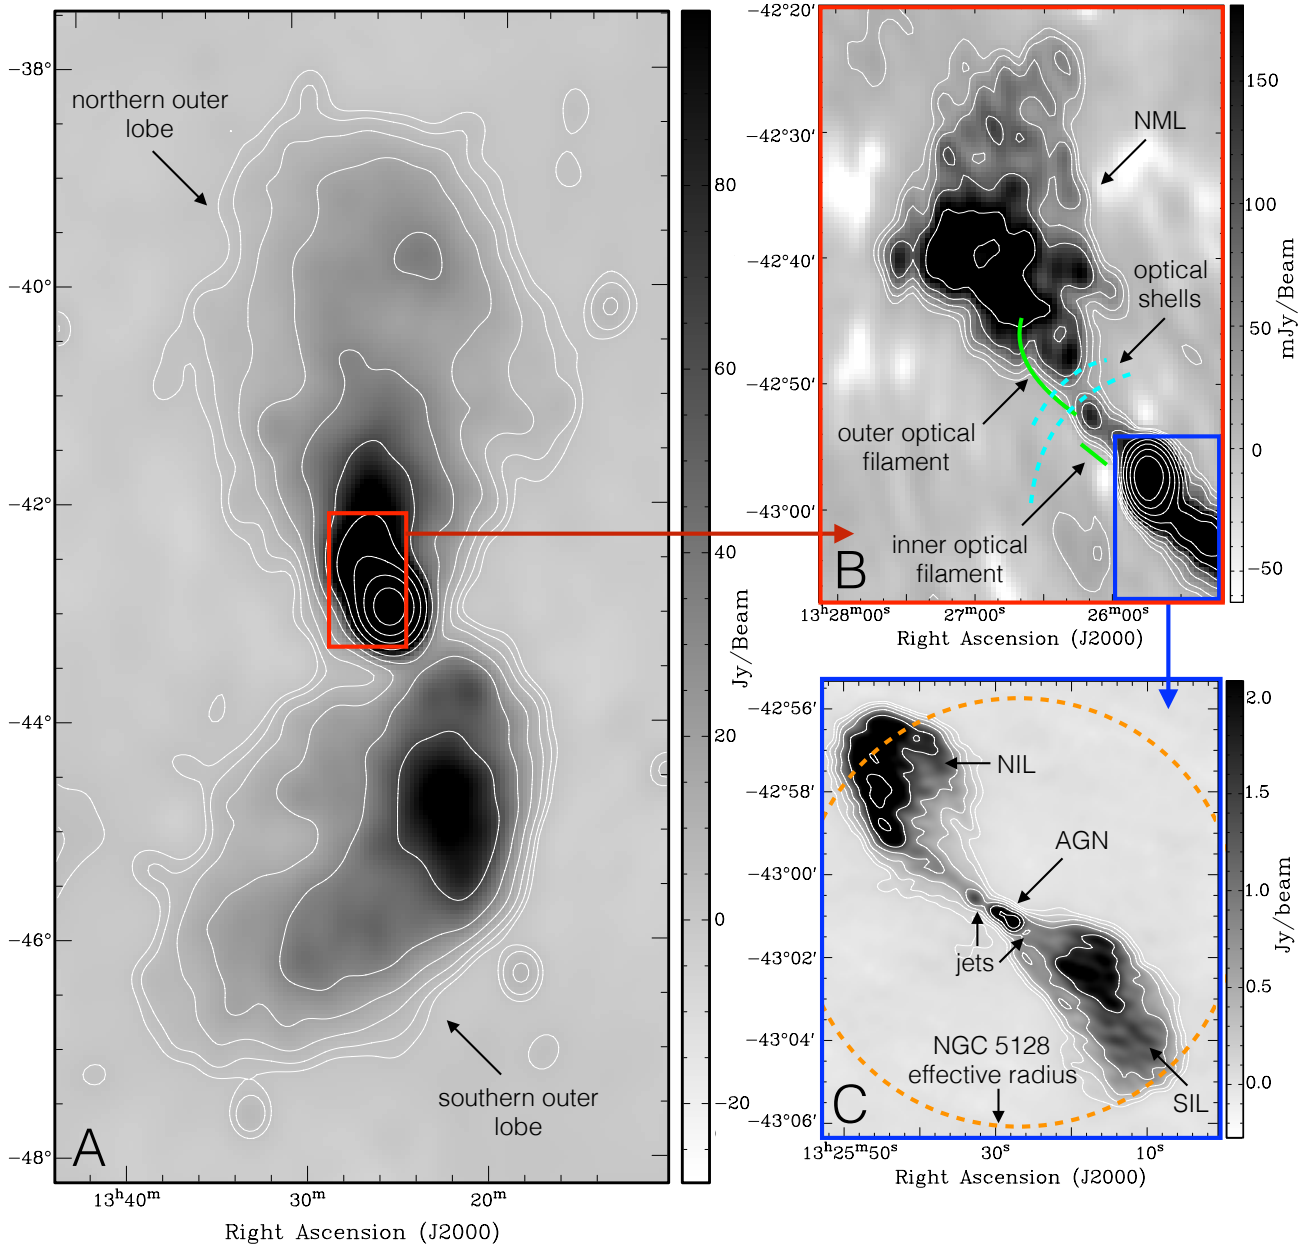 northern outer
lobe
southern outer
lobe
A
−38°
−40°
−42°
−44°
−46°
−48°
13ʰ40ᵐ
30ᵐ
20ᵐ
Right Ascension (J2000)
80
60
40
20
0
−20
Jy/Beam
−42°20′
−42°30′
−42°40′
−42°50′
−43°00′
NML
optical
shells
outer optical
filament
inner optical
filament
B
13ʰ28ᵐ00ˢ
27ᵐ00ˢ
26ᵐ00ˢ
Right Ascension (J2000)
150
100
50
0
−50
mJy/Beam
−42°56′
−42°58′
−43°00′
−43°02′
−43°04′
−43°06′
NIL
AGN
jets
NGC 5128
effective radius
SIL
C
13ʰ25ᵐ50ˢ
30ˢ
10ˢ
Right Ascension (J2000)
2.0
1.5
1.0
0.5
0.0
Jy/beam